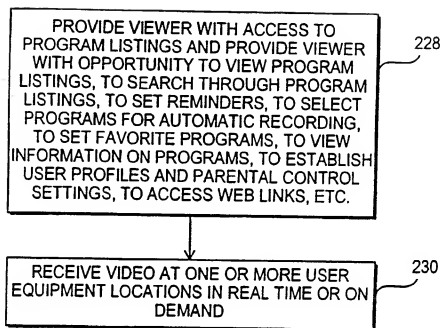 PROVIDE VIEWER WITH ACCESS TO
PROGRAM LISTINGS AND PROVIDE VIEWER
WITH OPPORTUNITY TO VIEW PROGRAM
LISTINGS, TO SEARCH THROUGH PROGRAM
LISTINGS, TO SET REMINDERS, TO SELECT
PROGRAMS FOR AUTOMATIC RECORDING,
TO SET FAVORITE PROGRAMS, TO VIEW
INFORMATION ON PROGRAMS, TO ESTABLISH
USER PROFILES AND PARENTAL CONTROL
SETTINGS, TO ACCESS WEB LINKS, ETC.
228
RECEIVE VIDEO AT ONE OR MORE USER
EQUIPMENT LOCATIONS IN REAL TIME OR ON
DEMAND
230